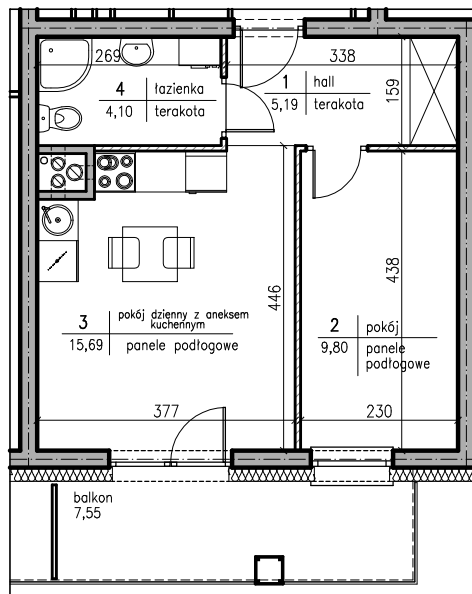 269
338
4 łazienka
4,10 terakota
1 hall
5,19 terakota
159
446
438
3 pokój dzienny z aneksem
kuchennym
15,69 panele podłogowe
2 pokój
9,80 panele
podłogowe
377
230
balkon
7,55